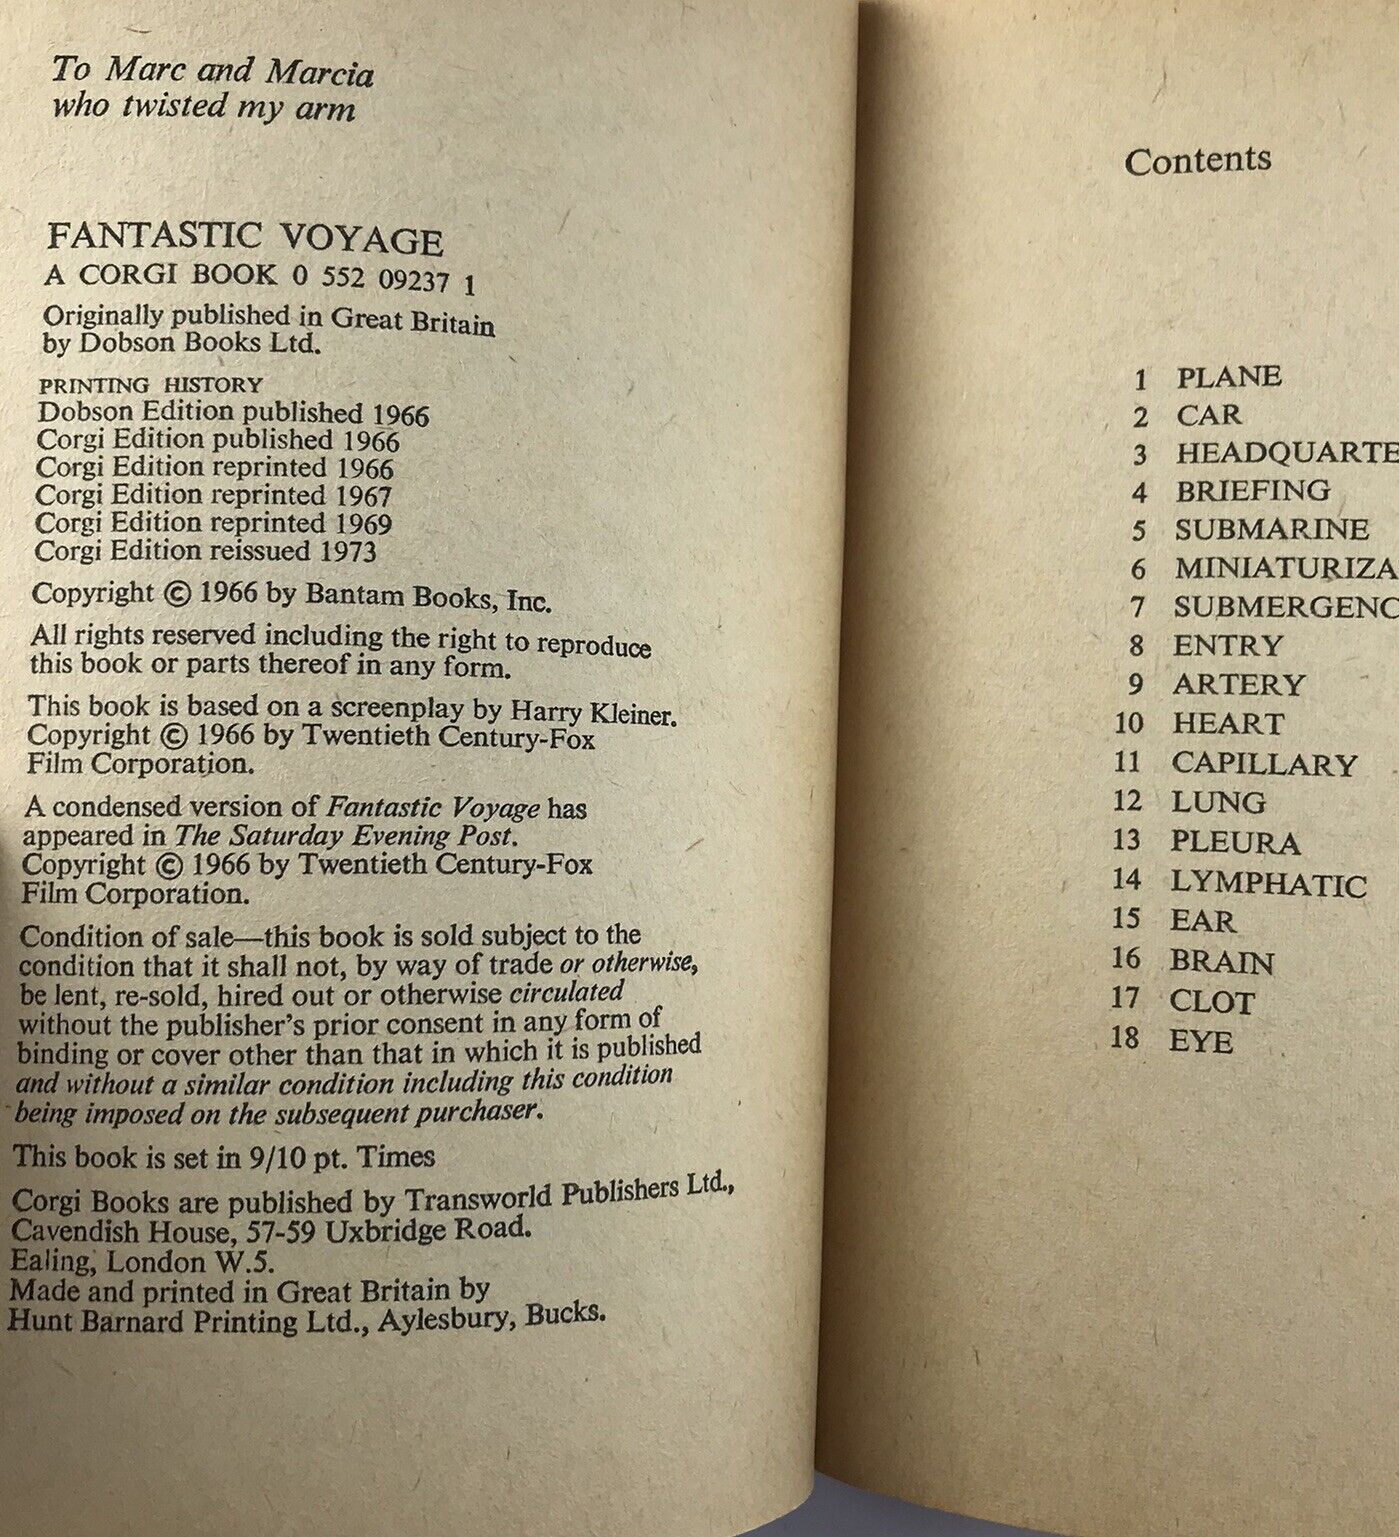 To Marc and Marcia
who twisted my arm
FANTASTIC VOYAGE
A CORGI BOOK 0 552 09237 1
Originally published in Great Britain
by Dobson Books Ltd.
PRINTING HISTORY
Dobson Edition published 1966
Corgi Edition published 1966
Corgi Edition reprinted 1966
Corgi Edition reprinted 1967
Corgi Edition reprinted 1969
Corgi Edition reissued 1973
Copyright © 1966 by Bantam Books, Inc.
All rights reserved including the right to reproduce
this book or parts thereof in any form.
This book is based on a screenplay by Harry Kleiner.
Copyright © 1966 by Twentieth Century-Fox
Film Corporation.
A condensed version of Fantastic Voyage has
appeared in The Saturday Evening Post.
Copyright © 1966 by Twentieth Century-Fox
Film Corporation.
Condition of sale—this book is sold subject to the
condition that it shall not, by way of trade or otherwise,
be lent, re-sold, hired out or otherwise circulated
without the publisher's prior consent in any form of
binding or cover other than that in which it is published
and without a similar condition including this condition
being imposed on the subsequent purchaser.
This book is set in 9/10 pt. Times
Corgi Books are published by Transworld Publishers Ltd.,
Cavendish House, 57-59 Uxbridge Road.
Ealing, London W.5.
Made and printed in Great Britain by
Hunt Barnard Printing Ltd., Aylesbury, Bucks.
Contents
1 PLANE
2 CAR
3 HEADQUARTE
4 BRIEFING
5 SUBMARINE
6 MINIATURIZA
7 SUBMERGENC
8 ENTRY
9 ARTERY
10 HEART
11 CAPILLARY
12 LUNG
13 PLEURA
14 LYMPHATIC
15 EAR
16 BRAIN
17 CLOT
18 EYE